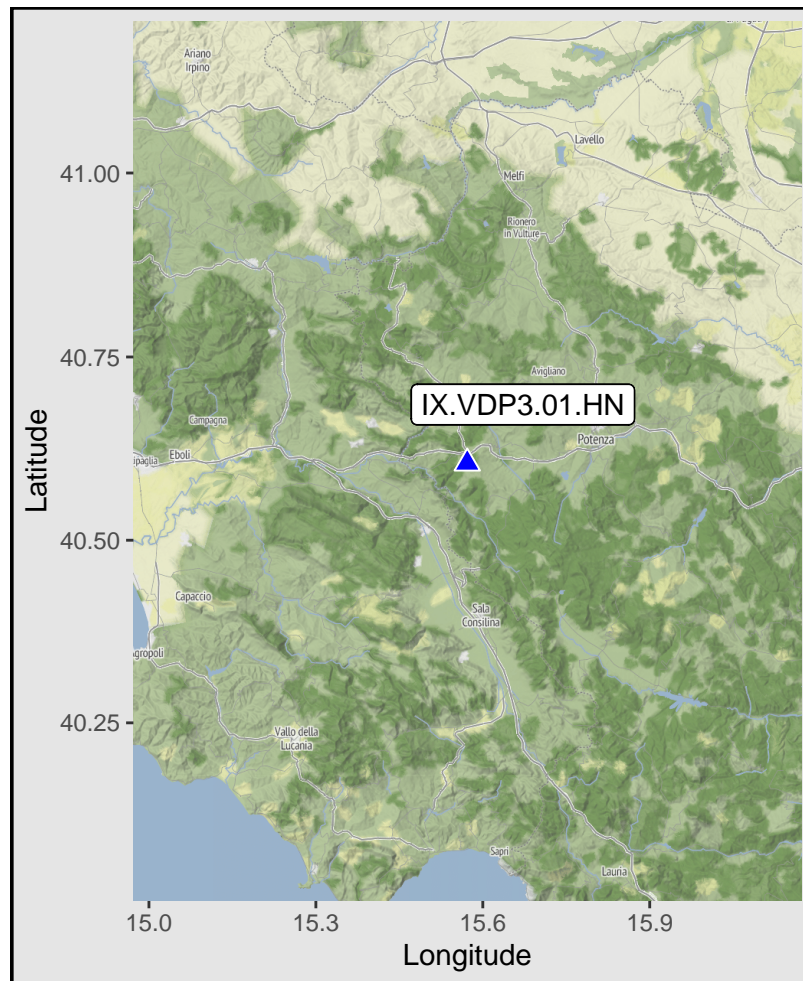 Ariano
Irpino
Lavello
Melfi
Rionero
in Vulture
Avigliano
IX.VDP3.01.HN
Campagna
Eboli
ipaglia
Potenza
Capaccio
Sala
Consilina
Agropoli
Vallo della
Lucania
Sapri
Lauria
41.00
40.75
40.50
40.25
Latitude
15.0
15.3
15.6
15.9
Longitude